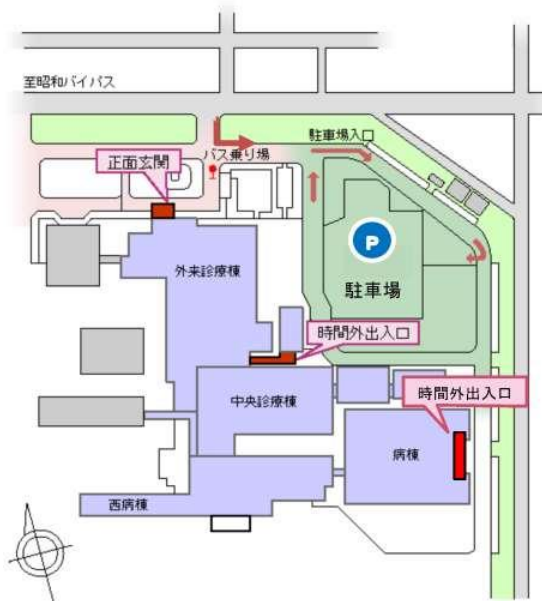 至昭和バイパス
駐車場入口
バス乗り場
正面玄関
P
外来診療棟
駐車場
時間外出入口
中央診療棟
時間外出入口
病棟
西病棟